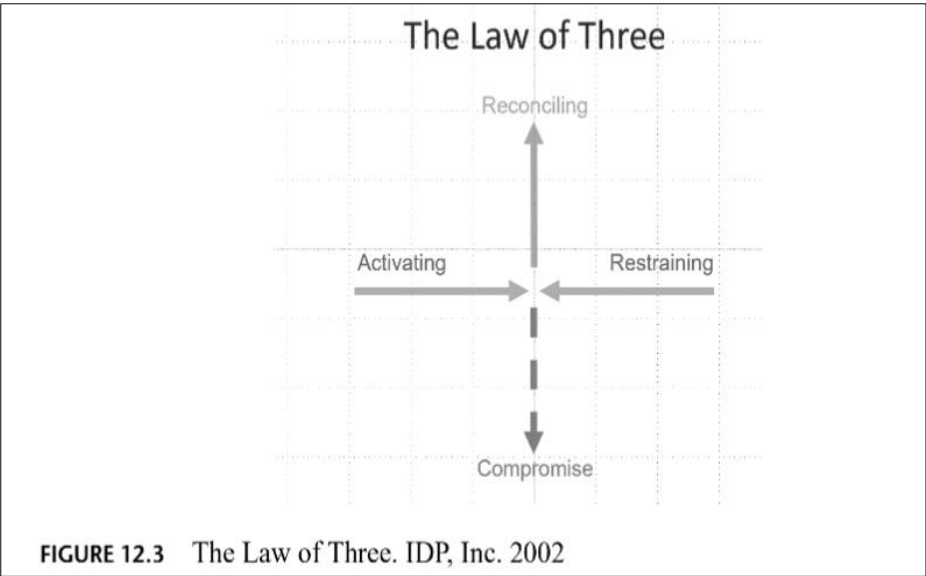 The Law of Three
Reconciling
Activating
Restraining
Compromise
FIGURE 12.3 The Law of Three. IDP, Inc. 2002